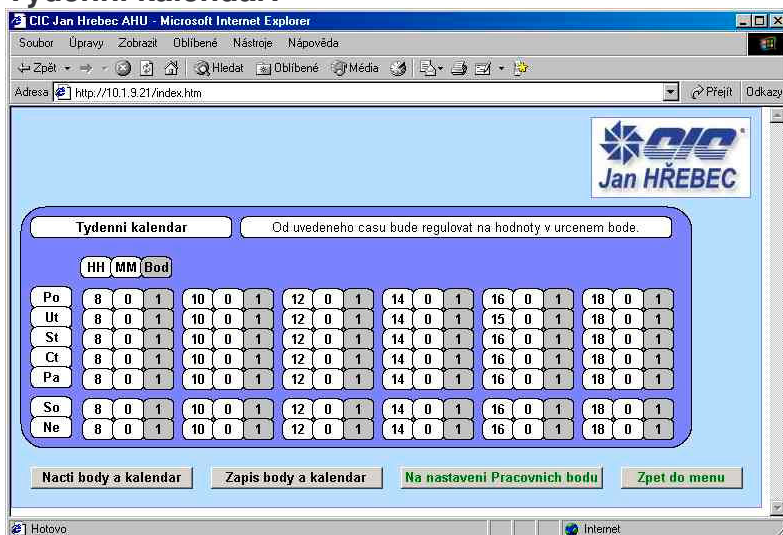 Tydenni kalendar.
CIC Jan Hrebec AHU - Microsoft Internet Explorer
Soubor Úpravy Zobrazit Oblíbené Nástroje Nápověda
Zpět Hledat Oblíbené Média
Adresa http://10.1.9.21/index.htm Přejít Odkazy
CIC
Jan HŘEBEC
Tydenni kalendar Od uvedeneho casu bude regulovat na hodnoty v urcenem bode.
HH MM Bod
Po 8 0 1 10 0 1 12 0 1 14 0 1 16 0 1 18 0 1
Ut 8 0 1 10 0 1 12 0 1 14 0 1 15 0 1 18 0 1
St 8 0 1 10 0 1 12 0 1 14 0 1 16 0 1 18 0 1
Ct 8 0 1 10 0 1 12 0 1 14 0 1 16 0 1 18 0 1
Pa 8 0 1 10 0 1 12 0 1 14 0 1 16 0 1 18 0 1
So 8 0 1 10 0 1 12 0 1 14 0 1 16 0 1 18 0 1
Ne 8 0 1 10 0 1 12 0 1 14 0 1 16 0 1 18 0 1
Nacti body a kalendar Zapis body a kalendar Na nastaveni Pracovnich bodu Zpet do menu
Hotovo Internet